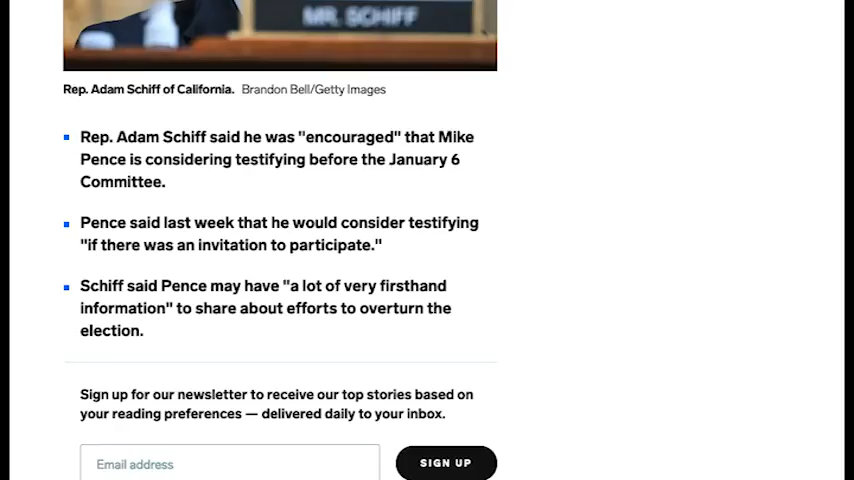 MR. SCHIFF
Rep. Adam Schiff of California. Brandon Bell/Getty Images
Rep. Adam Schiff said he was "encouraged" that Mike
Pence is considering testifying before the January 6
Committee.
Pence said last week that he would consider testifying
"if there was an invitation to participate."
Schiff said Pence may have "a lot of very firsthand
information" to share about efforts to overturn the
election.
Sign up for our newsletter to receive our top stories based on
your reading preferences — delivered daily to your inbox.
Email address
SIGN UP